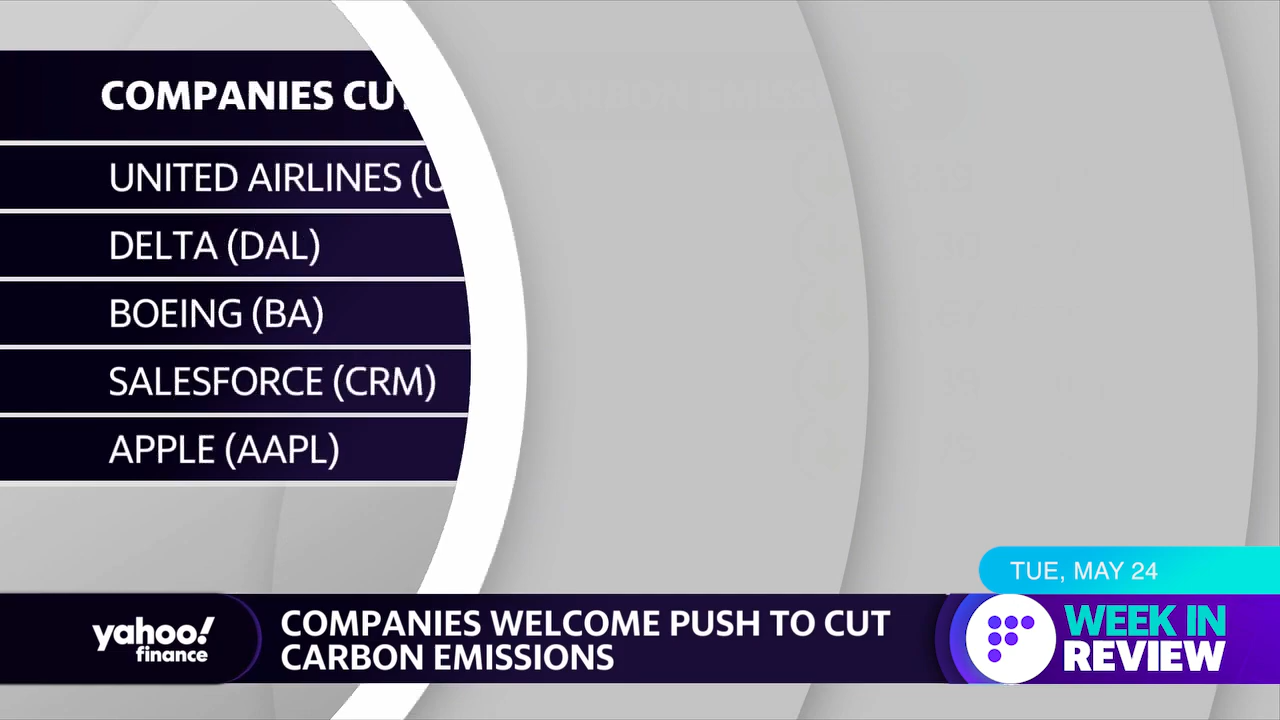 COMPANIES CUT
UNITED AIRLINES (U
DELTA (DAL)
BOEING (BA)
SALESFORCE (CRM)
APPLE (AAPL)
TUE, MAY 24
yahoo!
finance
COMPANIES WELCOME PUSH TO CUT
CARBON EMISSIONS
WEEK IN
REVIEW